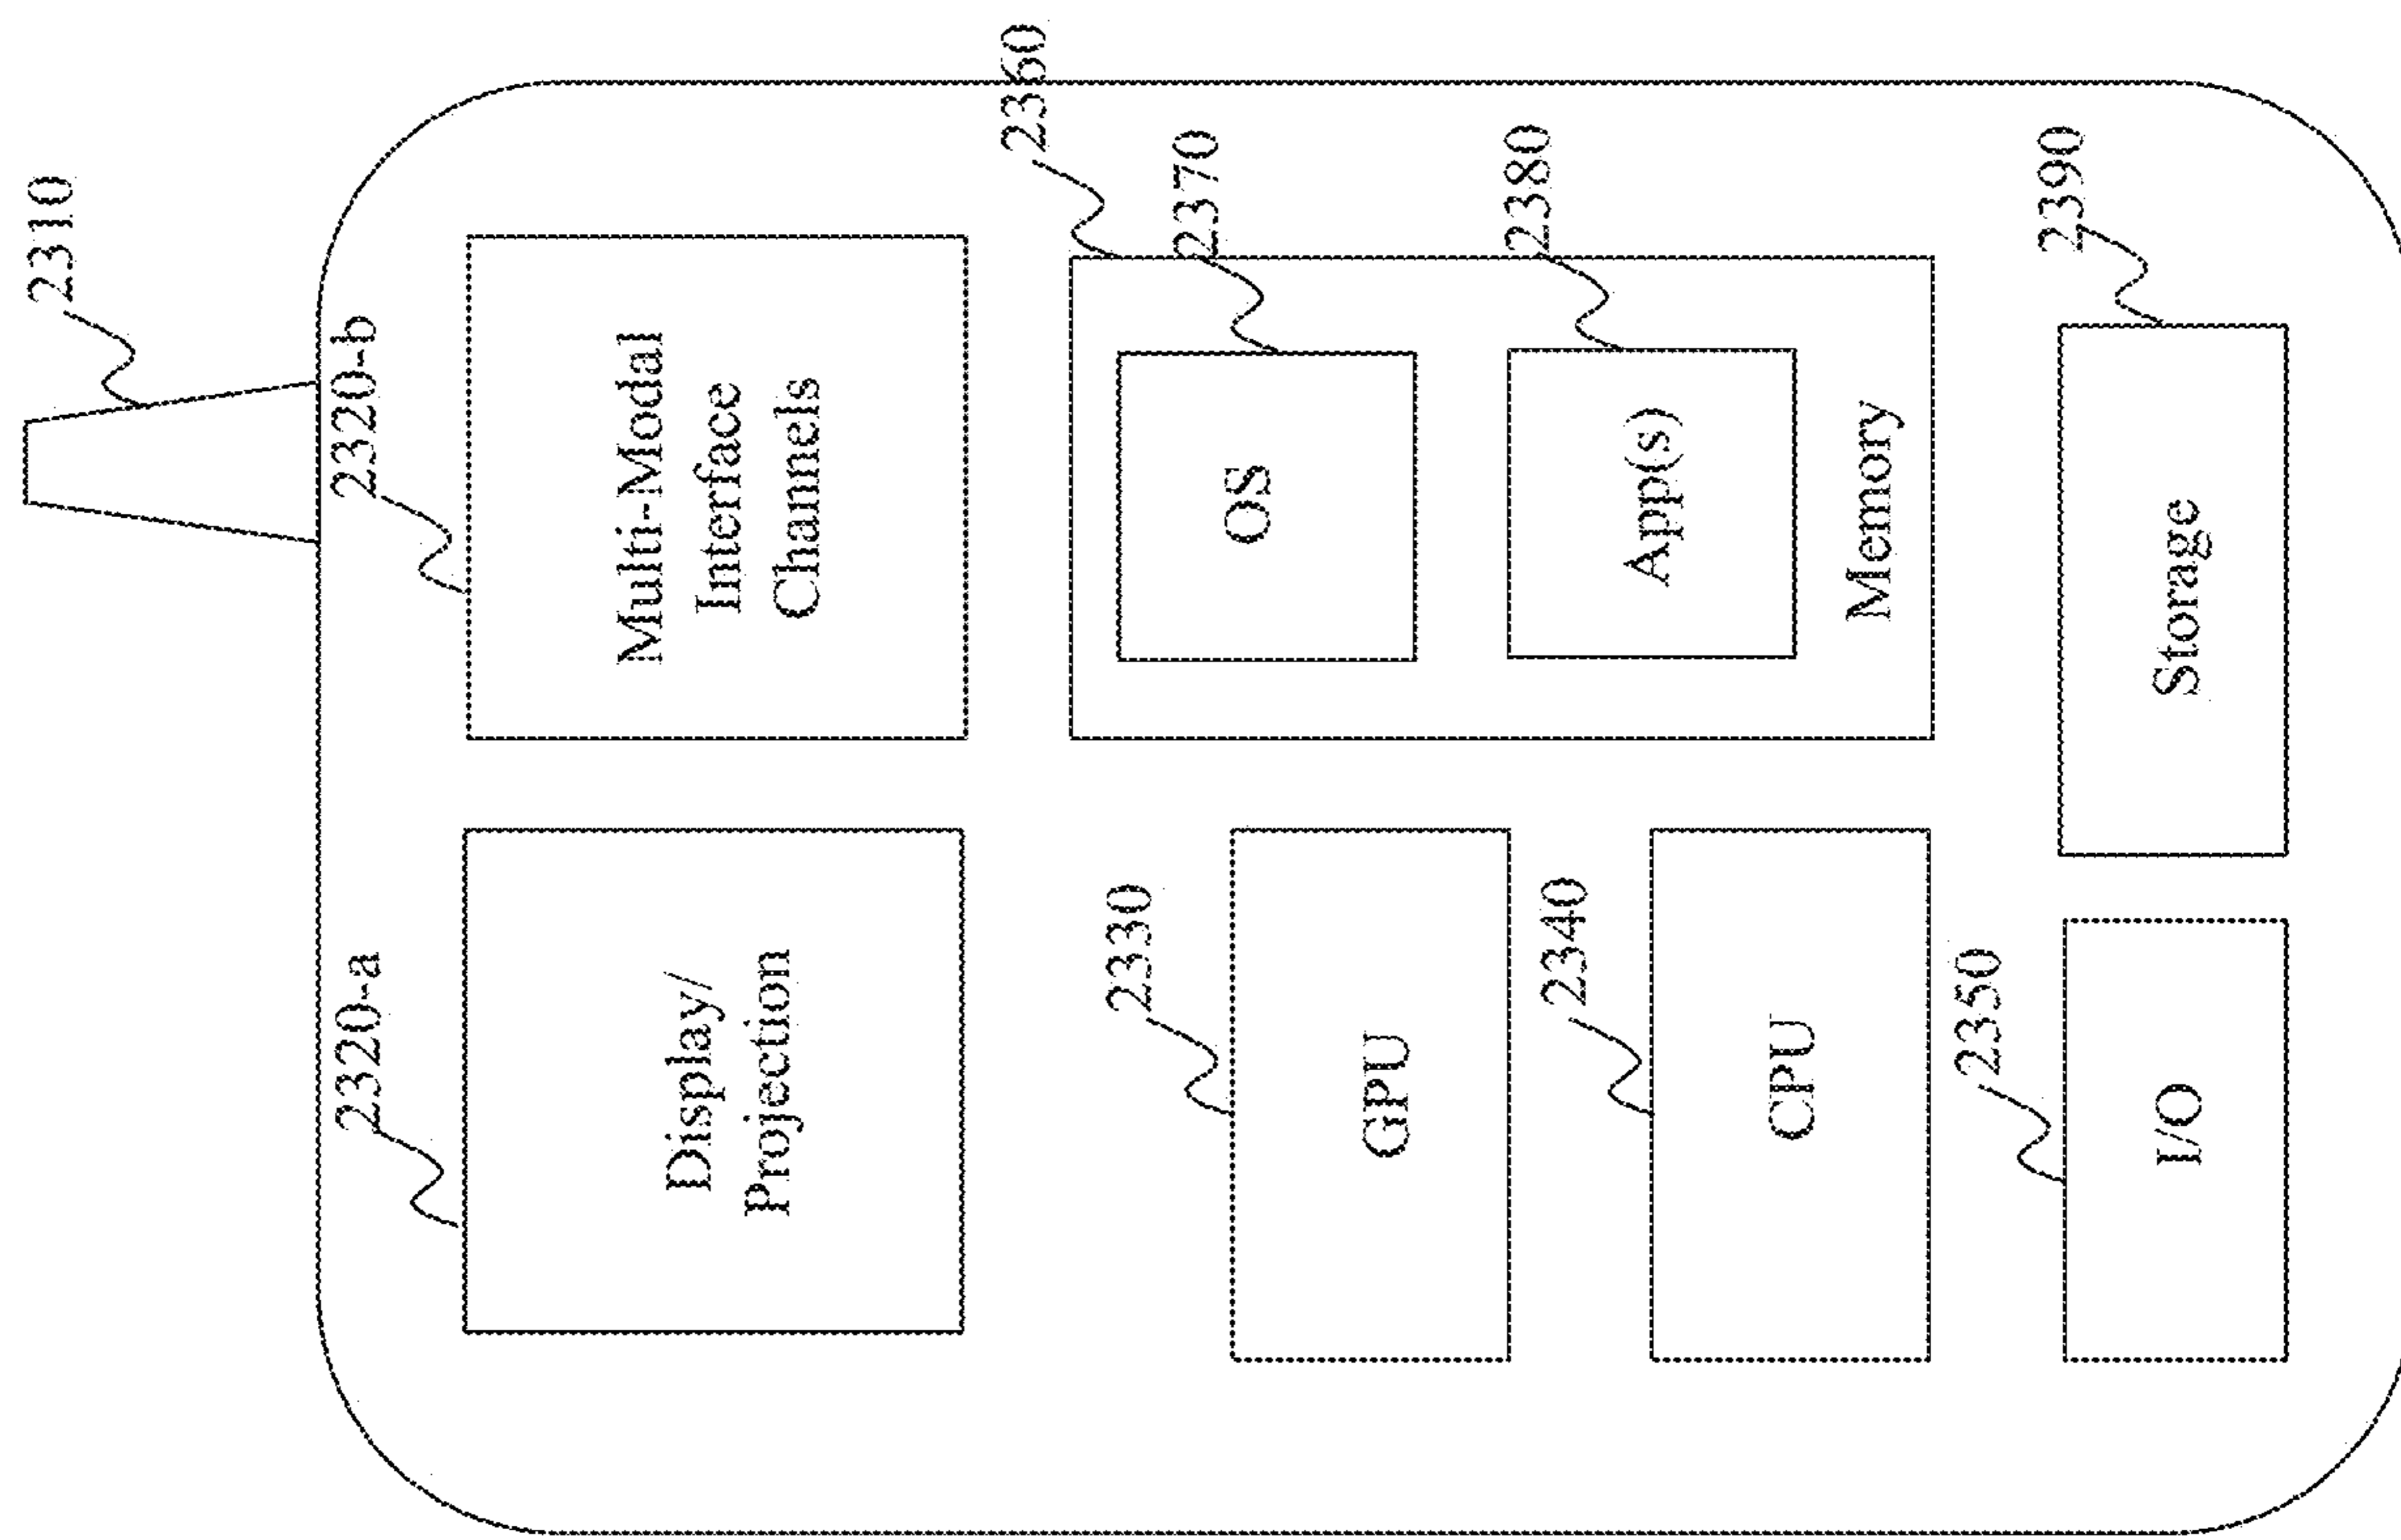 2310
2320-a
2320-b
Display/
Projection
Multi-Modal
Interface
Channels
2360
2330
GPU
2370
OS
2340
CPU
2380
App(s)
Memory
2350
I/O
2390
Storage